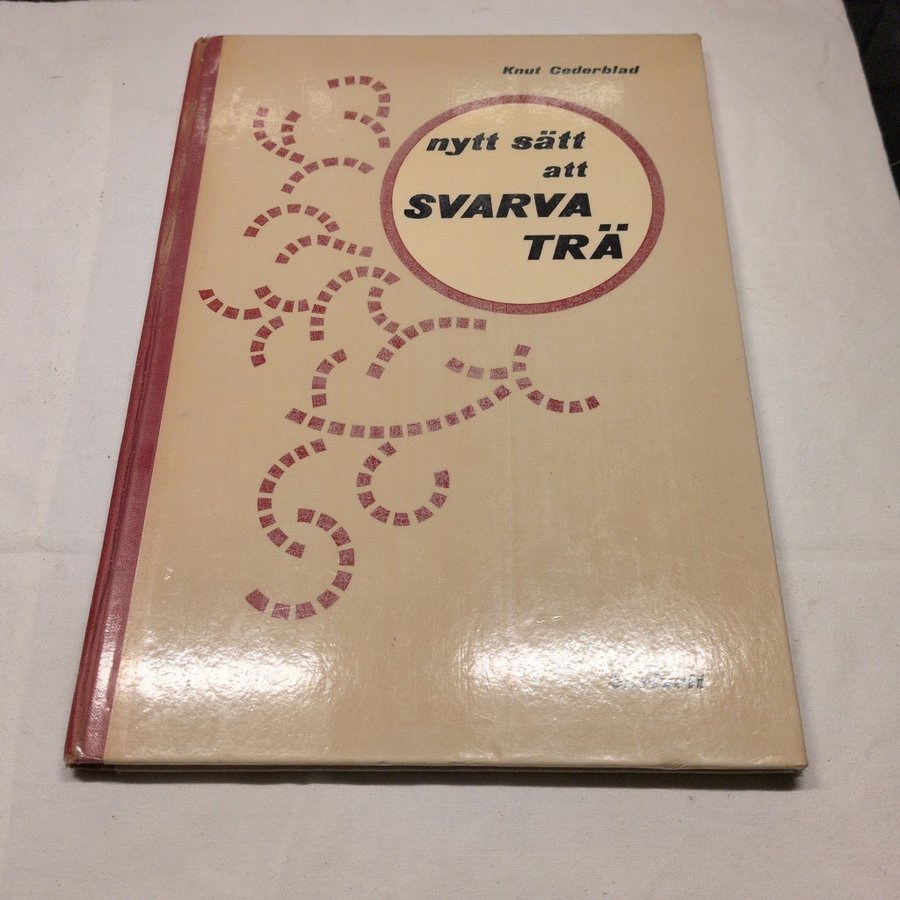 Knut Cederblad
nytt sätt
att
SVARVA
TRÄ